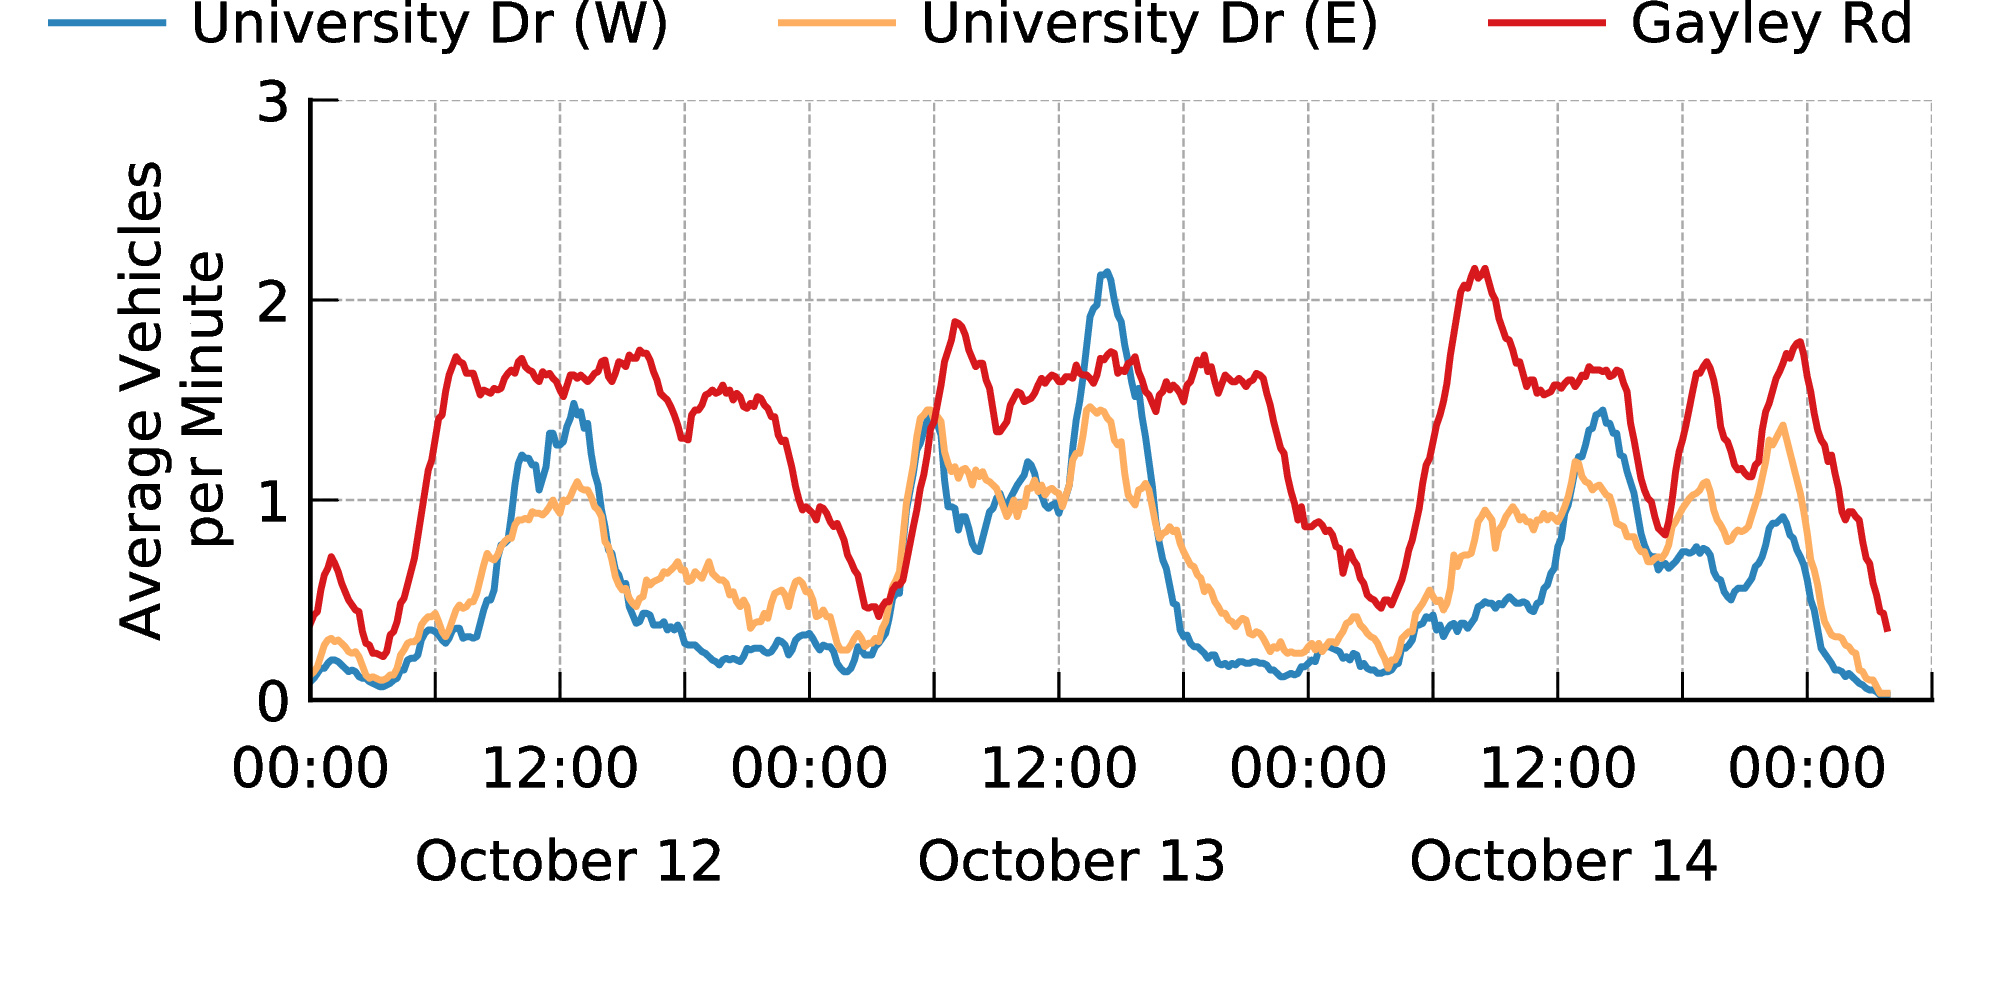 University Dr (W) University Dr (E) Gayley Rd
Average Vehicles
per Minute
3
2
1
0
00:00 12:00 00:00 12:00 00:00 12:00 00:00
October 12 October 13 October 14